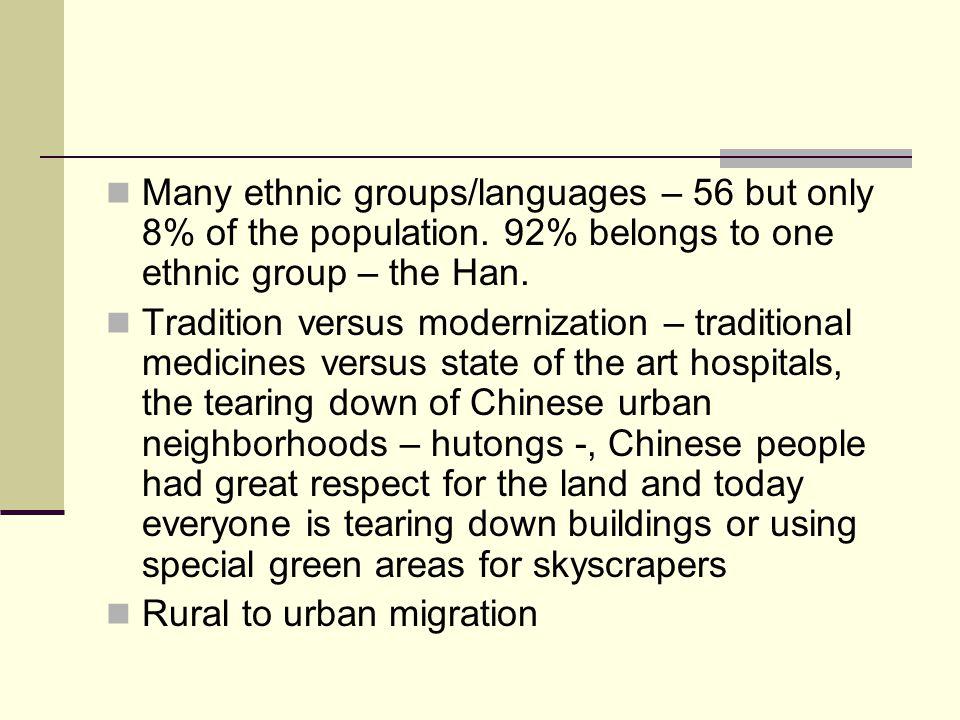 Many ethnic groups/languages – 56 but only
8% of the population. 92% belongs to one
ethnic group – the Han.
Tradition versus modernization – traditional
medicines versus state of the art hospitals,
the tearing down of Chinese urban
neighborhoods – hutongs -, Chinese people
had great respect for the land and today
everyone is tearing down buildings or using
special green areas for skyscrapers
Rural to urban migration